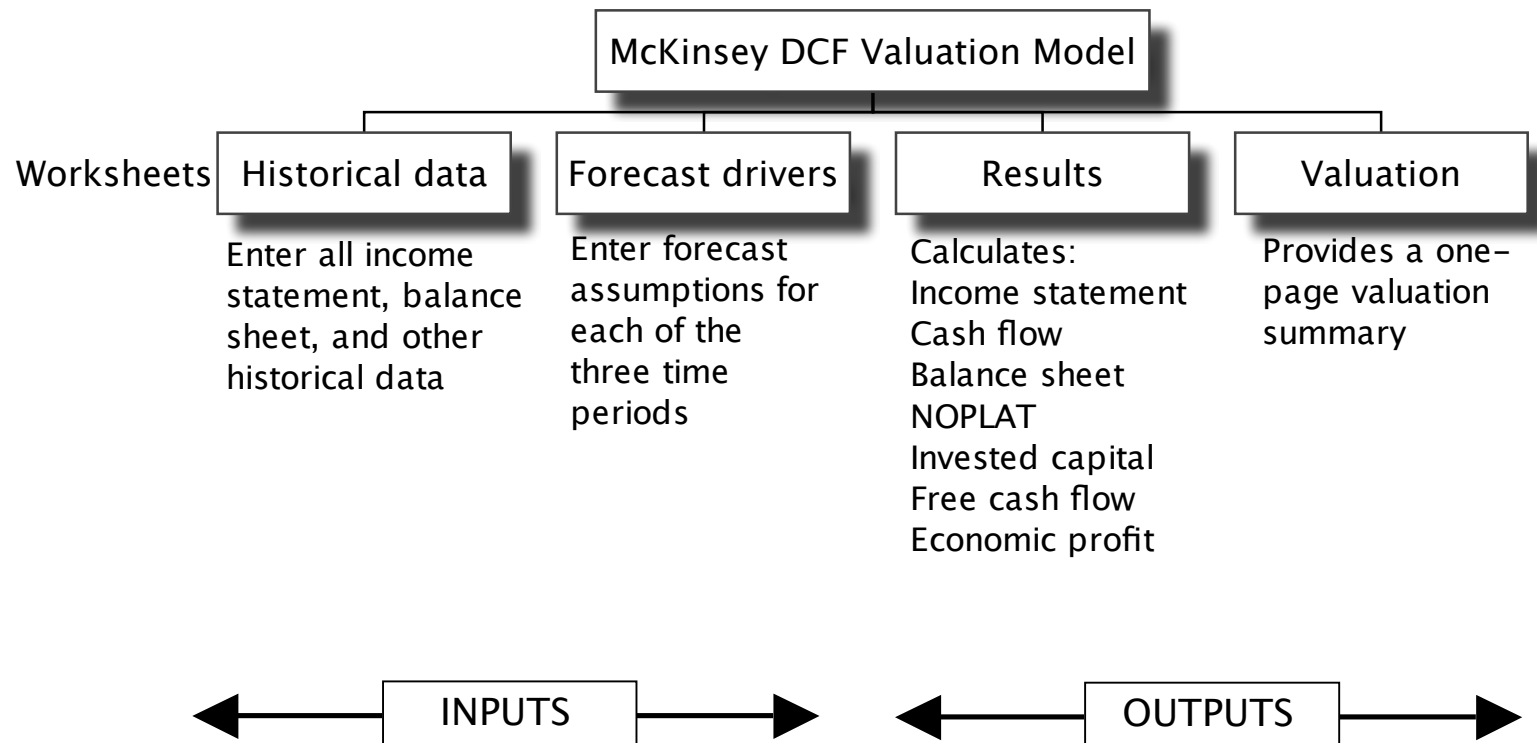 McKinsey DCF Valuation Model
Worksheets
Historical data
Forecast drivers
Results
Valuation
Enter all income
statement, balance
sheet, and other
historical data
Enter forecast
assumptions for
each of the
three time
periods
Calculates:
Income statement
Cash flow
Balance sheet
NOPLAT
Invested capital
Free cash flow
Economic profit
Provides a one–
page valuation
summary
INPUTS
OUTPUTS